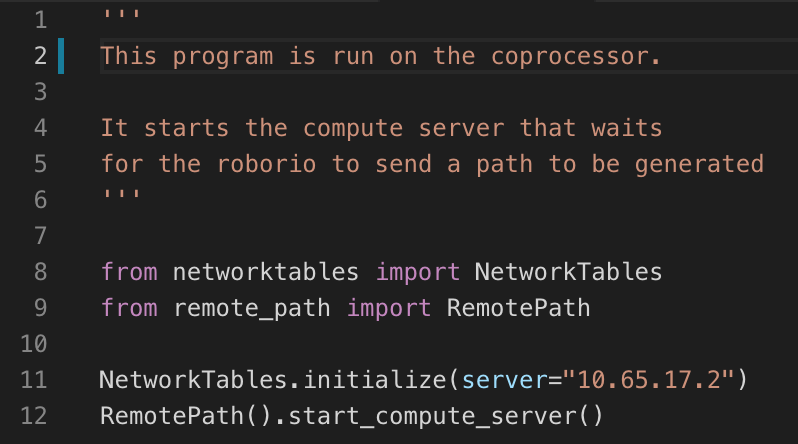 1 '''
2 This program is run on the coprocessor.
3
4 It starts the compute server that waits
5 for the roborio to send a path to be generated
6 '''
7
8 from networktables import NetworkTables
9 from remote_path import RemotePath
10
11 NetworkTables.initialize(server="10.65.17.2")
12 RemotePath().start_compute_server()